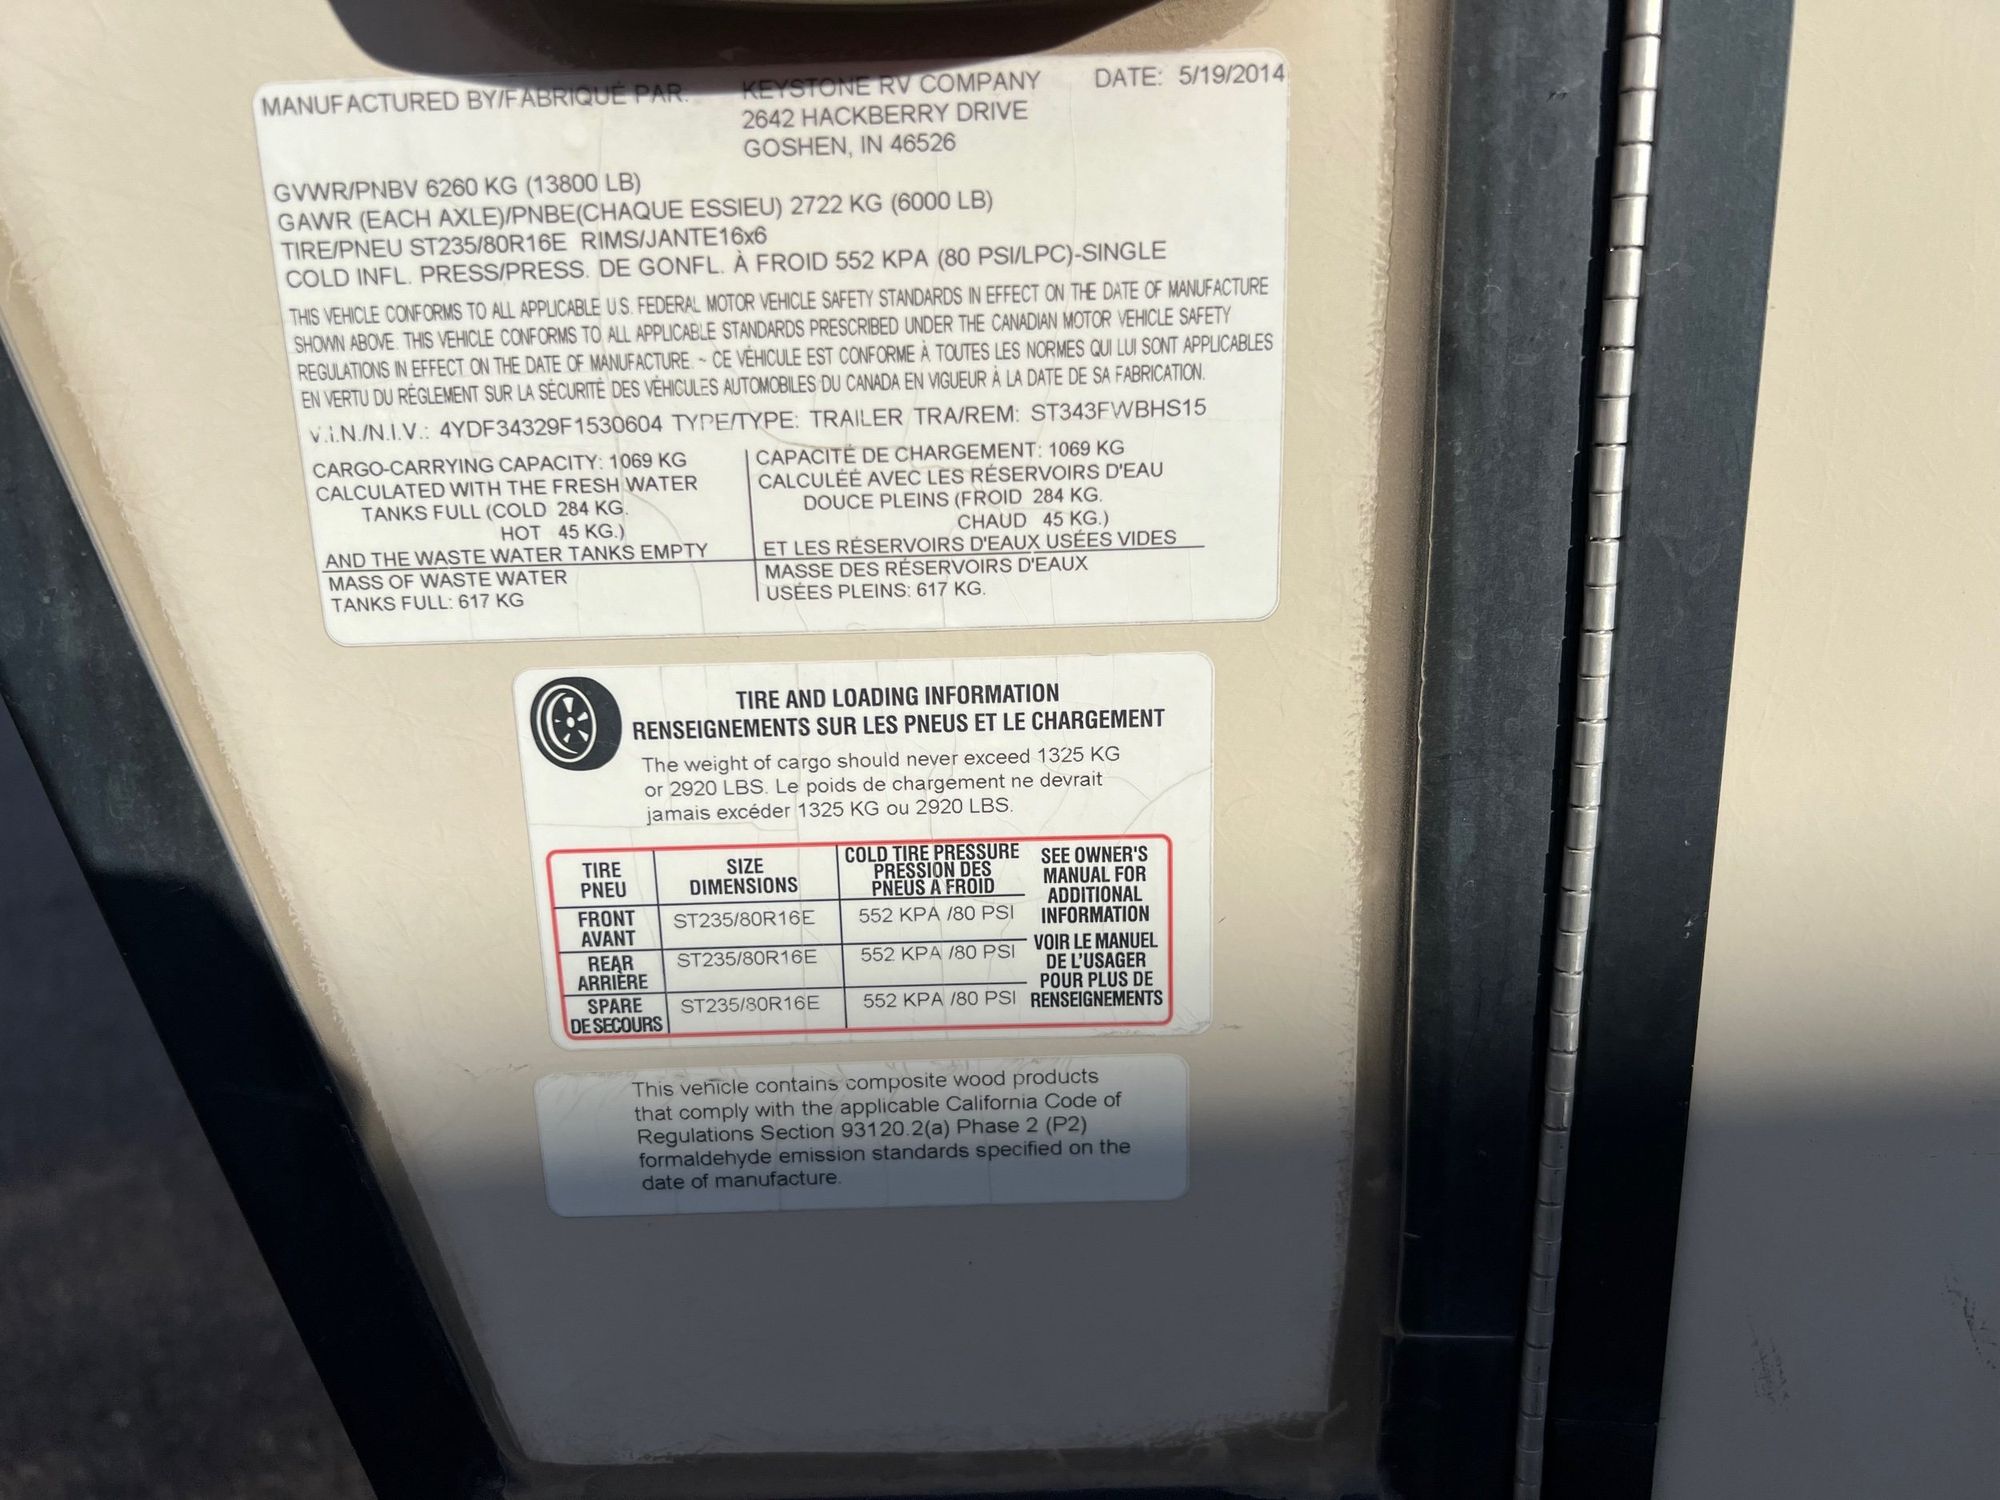 MANUFACTURED BY/FABRIQUÉ PAR: KEYSTONE RV COMPANY DATE: 5/19/2014
2642 HACKBERRY DRIVE
GOSHEN, IN 46526
GVWR/PNBV 6260 KG (13800 LB)
GAWR (EACH AXLE)/PNBE(CHAQUE ESSIEU) 2722 KG (6000 LB)
TIRE/PNEU ST235/80R16E RIMS/JANTE16x6
COLD INFL. PRESS/PRESS. DE GONFL. À FROID 552 KPA (80 PSI/LPC)-SINGLE
THIS VEHICLE CONFORMS TO ALL APPLICABLE U.S. FEDERAL MOTOR VEHICLE SAFETY STANDARDS IN EFFECT ON THE DATE OF MANUFACTURE
SHOWN ABOVE. THIS VEHICLE CONFORMS TO ALL APPLICABLE STANDARDS PRESCRIBED UNDER THE CANADIAN MOTOR VEHICLE SAFETY
REGULATIONS IN EFFECT ON THE DATE OF MANUFACTURE. ~ CE VÉHICULE EST CONFORME À TOUTES LES NORMES QUI LUI SONT APPLICABLES
EN VERTU DU RÉGLEMENT SUR LA SÉCURITÉ DES VÉHICULES AUTOMOBILES DU CANADA EN VIGUEUR À LA DATE DE SA FABRICATION.
V.I.N./N.I.V.: 4YDF34329F1530604 TYPE/TYPE: TRAILER TRA/REM: ST343FWBHS15
CARGO-CARRYING CAPACITY: 1069 KG
CALCULATED WITH THE FRESH WATER
TANKS FULL (COLD 284 KG.
HOT 45 KG.)
AND THE WASTE WATER TANKS EMPTY
MASS OF WASTE WATER
TANKS FULL: 617 KG
CAPACITÉ DE CHARGEMENT: 1069 KG
CALCULÉE AVEC LES RÉSERVOIRS D'EAU
DOUCE PLEINS (FROID 284 KG.
CHAUD 45 KG.)
ET LES RÉSERVOIRS D'EAUX USÉES VIDES
MASSE DES RÉSERVOIRS D'EAUX
USÉES PLEINS: 617 KG.
TIRE AND LOADING INFORMATION
RENSEIGNEMENTS SUR LES PNEUS ET LE CHARGEMENT
The weight of cargo should never exceed 1325 KG
or 2920 LBS. Le poids de chargement ne devrait
jamais excéder 1325 KG ou 2920 LBS.
TIRE
PNEU
SIZE
DIMENSIONS
COLD TIRE PRESSURE
PRESSION DES
PNEUS A FROID
FRONT
AVANT
ST235/80R16E
552 KPA /80 PSI
REAR
ARRIÈRE
ST235/80R16E
552 KPA /80 PSI
SPARE
DE SECOURS
ST235/80R16E
552 KPA /80 PSI
SEE OWNER'S
MANUAL FOR
ADDITIONAL
INFORMATION
VOIR LE MANUEL
DE L'USAGER
POUR PLUS DE
RENSEIGNEMENTS
This vehicle contains composite wood products
that comply with the applicable California Code of
Regulations Section 93120.2(a) Phase 2 (P2)
formaldehyde emission standards specified on the
date of manufacture.